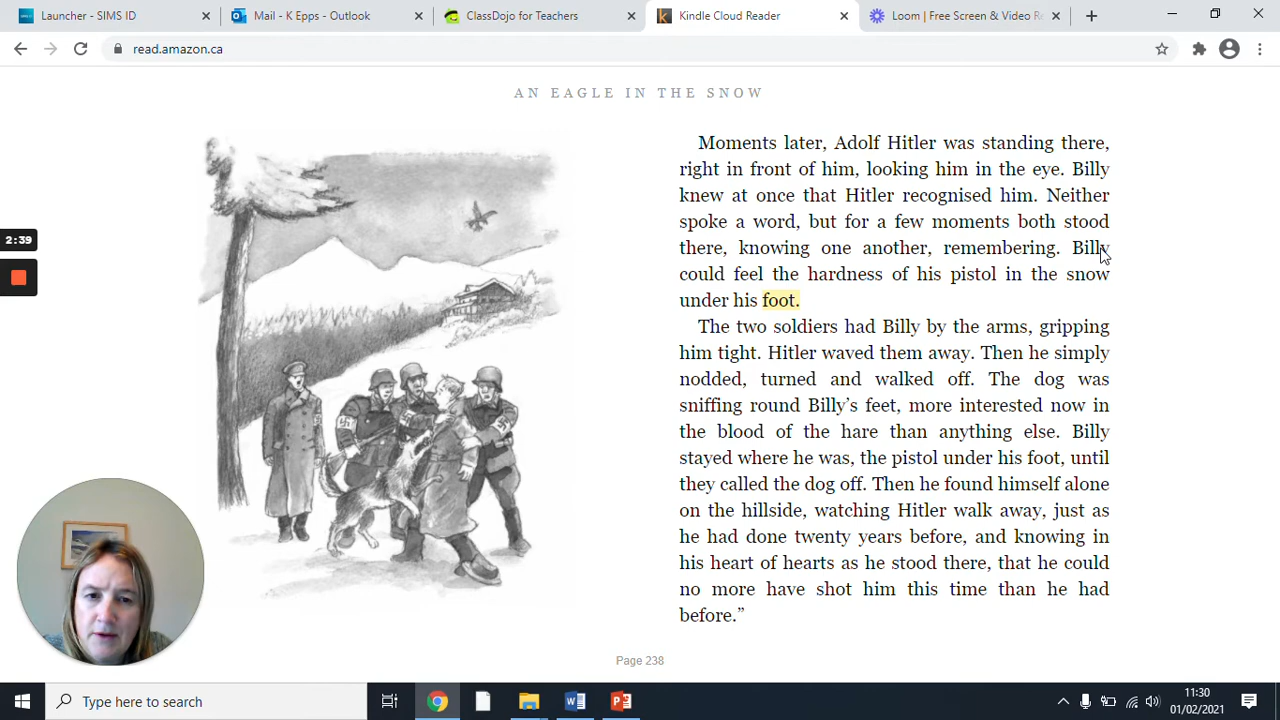 Launcher - SIMS ID
Mail - K Epps - Outlook
ClassDojo for Teachers
Kindle Cloud Reader
Loom | Free Screen & Video Re
read.amazon.ca
AN EAGLE IN THE SNOW
2:39
Moments later, Adolf Hitler was standing there,
right in front of him, looking him in the eye. Billy
knew at once that Hitler recognised him. Neither
spoke a word, but for a few moments both stood
there, knowing one another, remembering. Billy
could feel the hardness of his pistol in the snow
under his foot.
The two soldiers had Billy by the arms, gripping
him tight. Hitler waved them away. Then he simply
nodded, turned and walked off. The dog was
sniffing round Billy’s feet, more interested now in
the blood of the hare than anything else. Billy
stayed where he was, the pistol under his foot, until
they called the dog off. Then he found himself alone
on the hillside, watching Hitler walk away, just as
he had done twenty years before, and knowing in
his heart of hearts as he stood there, that he could
no more have shot him this time than he had
before.”
Page 238
Type here to search
11:30
01/02/2021